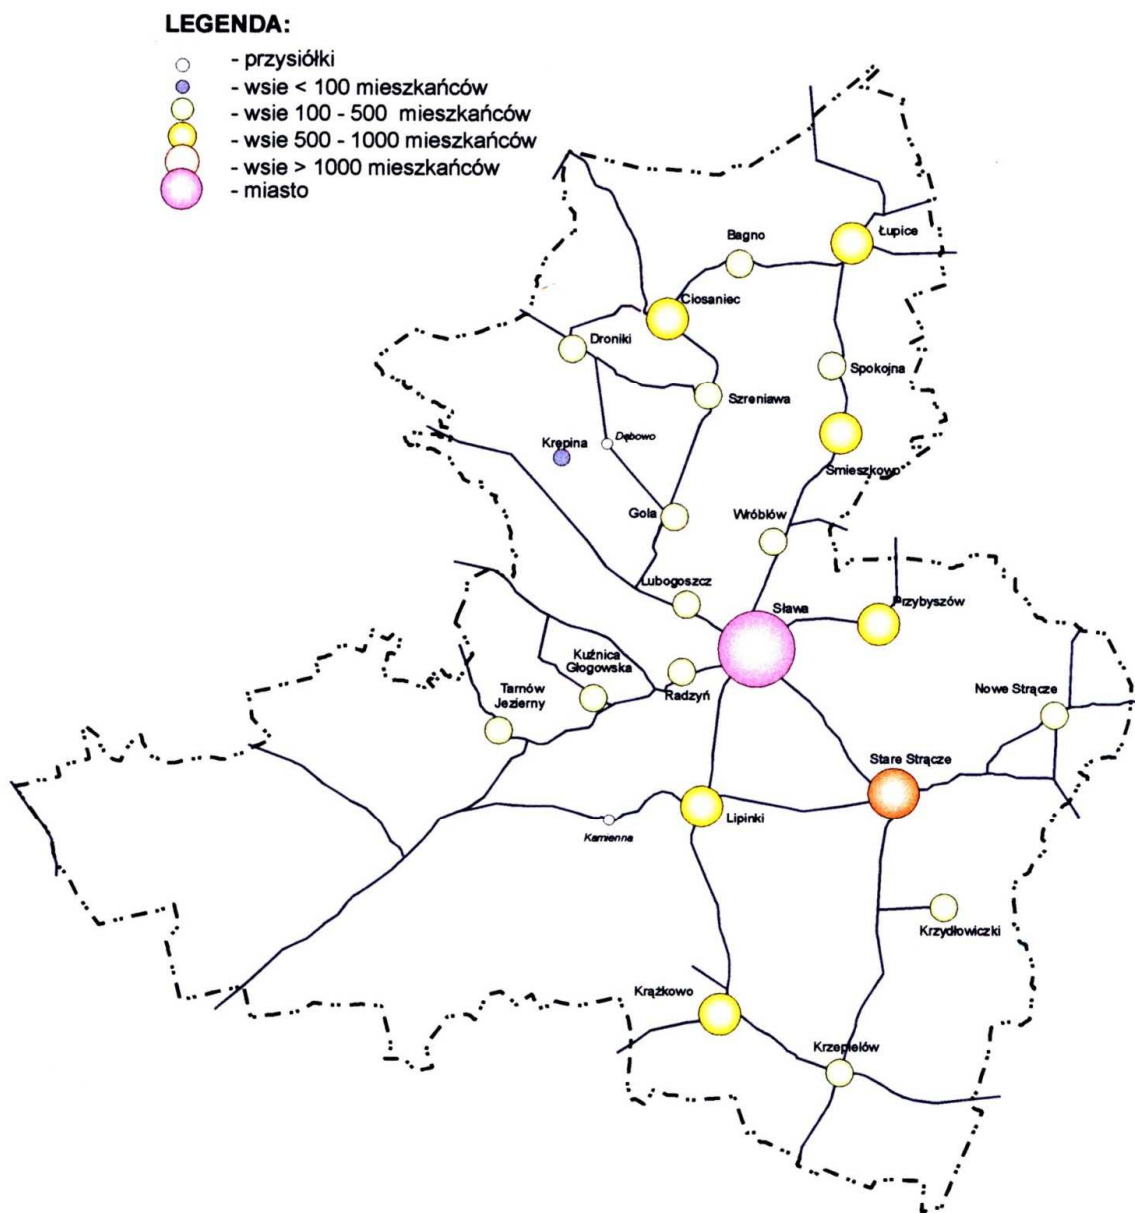 LEGENDA:
- przysiółki
- wsie < 100 mieszkańców
- wsie 100 - 500 mieszkańców
- wsie 500 - 1000 mieszkańców
- wsie > 1000 mieszkańców
- miasto
Łupice
Bagno
Ciosaniec
Droniki
Spokojna
Szreniawa
Dębowo
Krępina
Smieszkowo
Gola
Wróblów
Lubogoszcz
Sława
Przybyszów
Kuźnica
Głogowska
Tarnów
Jezierny
Radzyń
Nowe Strącze
Stare Strącze
Lipinki
Kamienna
Krzydłowiczki
Krążkowo
Krzepielów